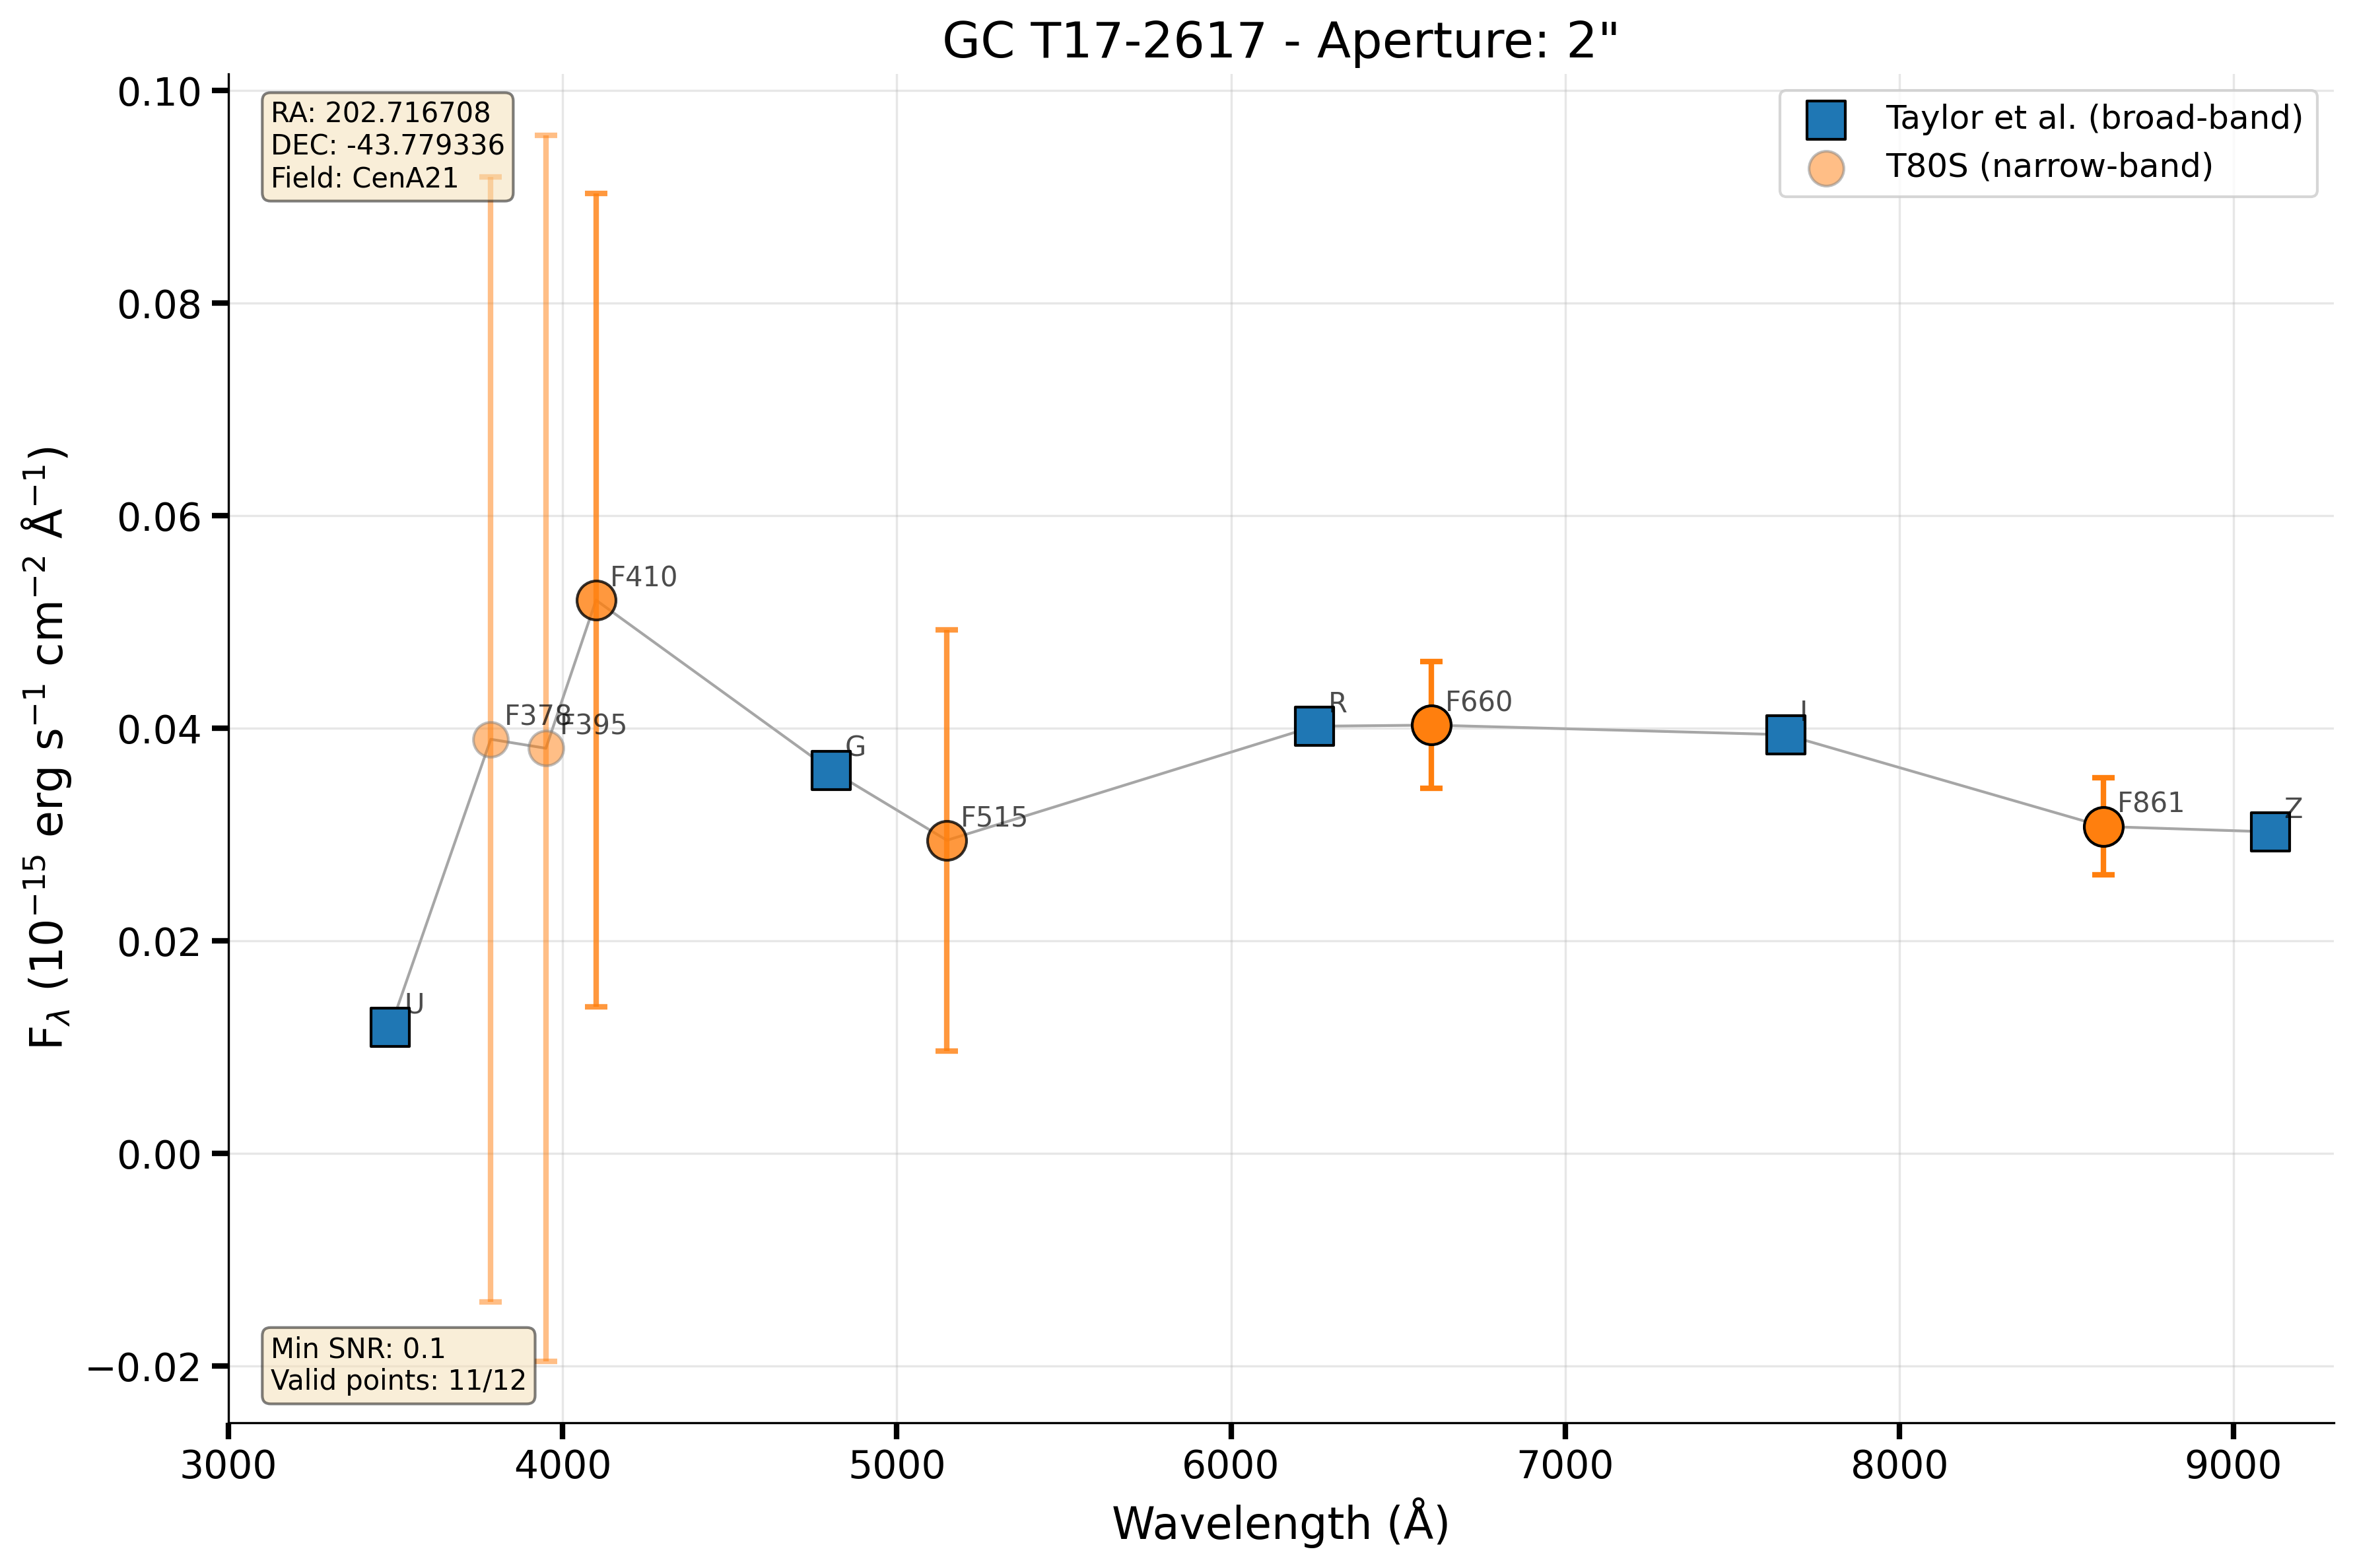 GC T17-2617 - Aperture: 2"
RA: 202.716708
DEC: -43.779336
Field: CenA21
Taylor et al. (broad-band)
T80S (narrow-band)
F_λ (10⁻¹⁵ erg s⁻¹ cm⁻² Å⁻¹)
0.10
0.08
0.06
0.04
0.02
0.00
−0.02
U
F378
F395
F410
G
F515
R
F660
I
F861
Z
Min SNR: 0.1
Valid points: 11/12
3000 4000 5000 6000 7000 8000 9000
Wavelength (Å)